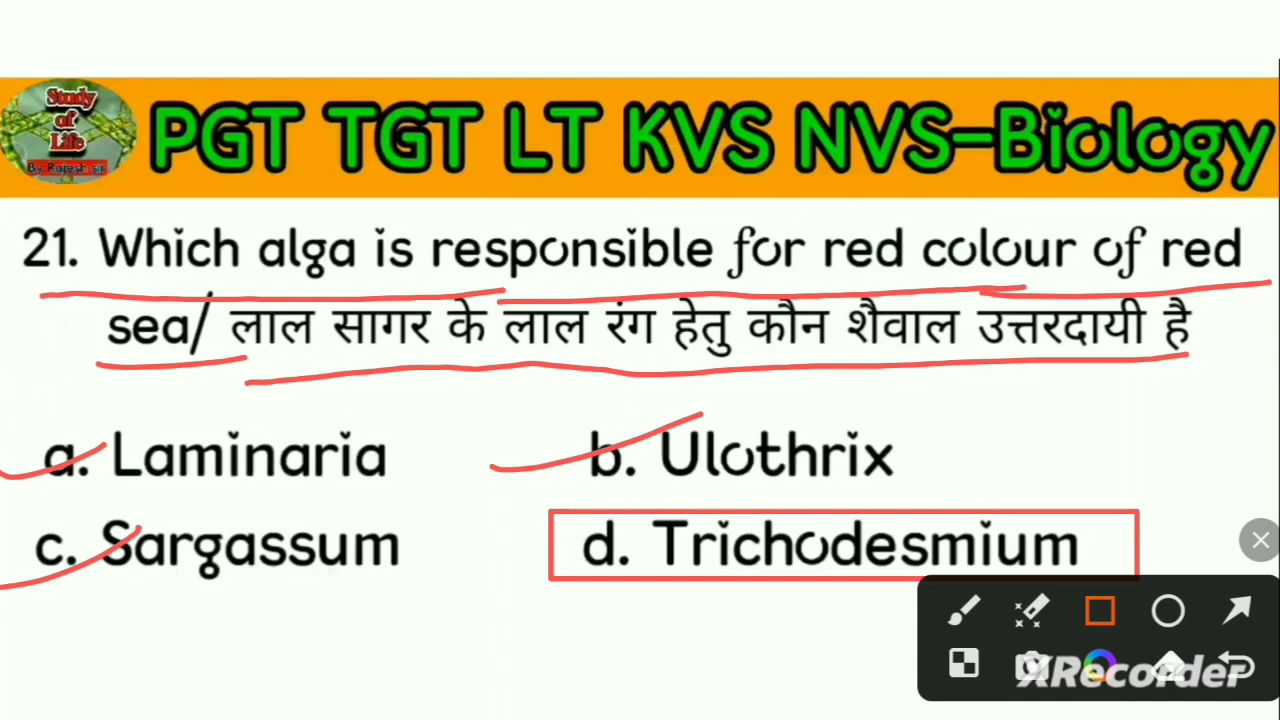 Study
of
Life
By Rajesh sir
PGT TGT LT KVS NVS-Biology
21. Which alga is responsible for red colour of red
sea/ लाल सागर के लाल रंग हेतु कौन शैवाल उत्तरदायी है
a. Laminaria
b. Ulothrix
c. Sargassum
d. Trichodesmium
XRecorder